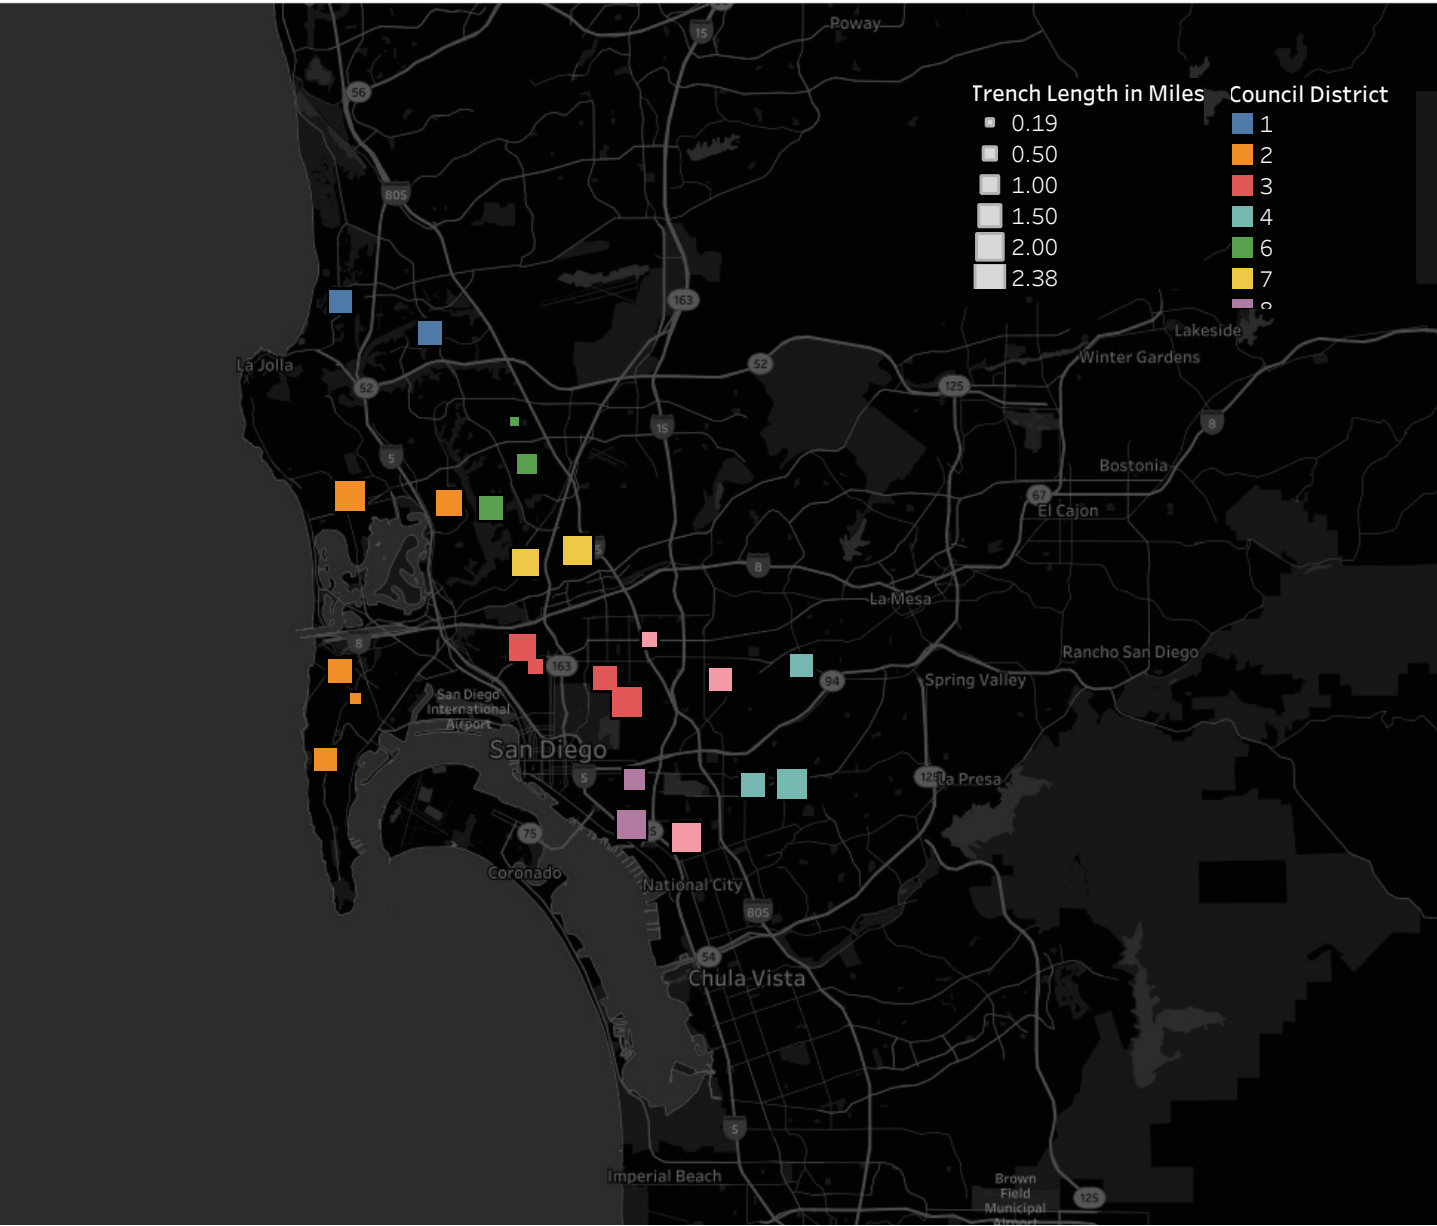 Poway
15
56
Trench Length in Miles
0.19
0.50
1.00
1.50
2.00
2.38
Council District
1
2
3
4
6
7
805
163
Lakeside
Winter Gardens
La Jolla
52
52
125
15
8
5
Bostonia
67
El Cajon
5
8
La Mesa
8
163
Rancho San Diego
94
Spring Valley
San Diego
International
Airport
San Diego
5
125
La Presa
75
5
Coronado
National City
805
54
Chula Vista
5
Imperial Beach
Brown
Field
Municipal
Airport
125